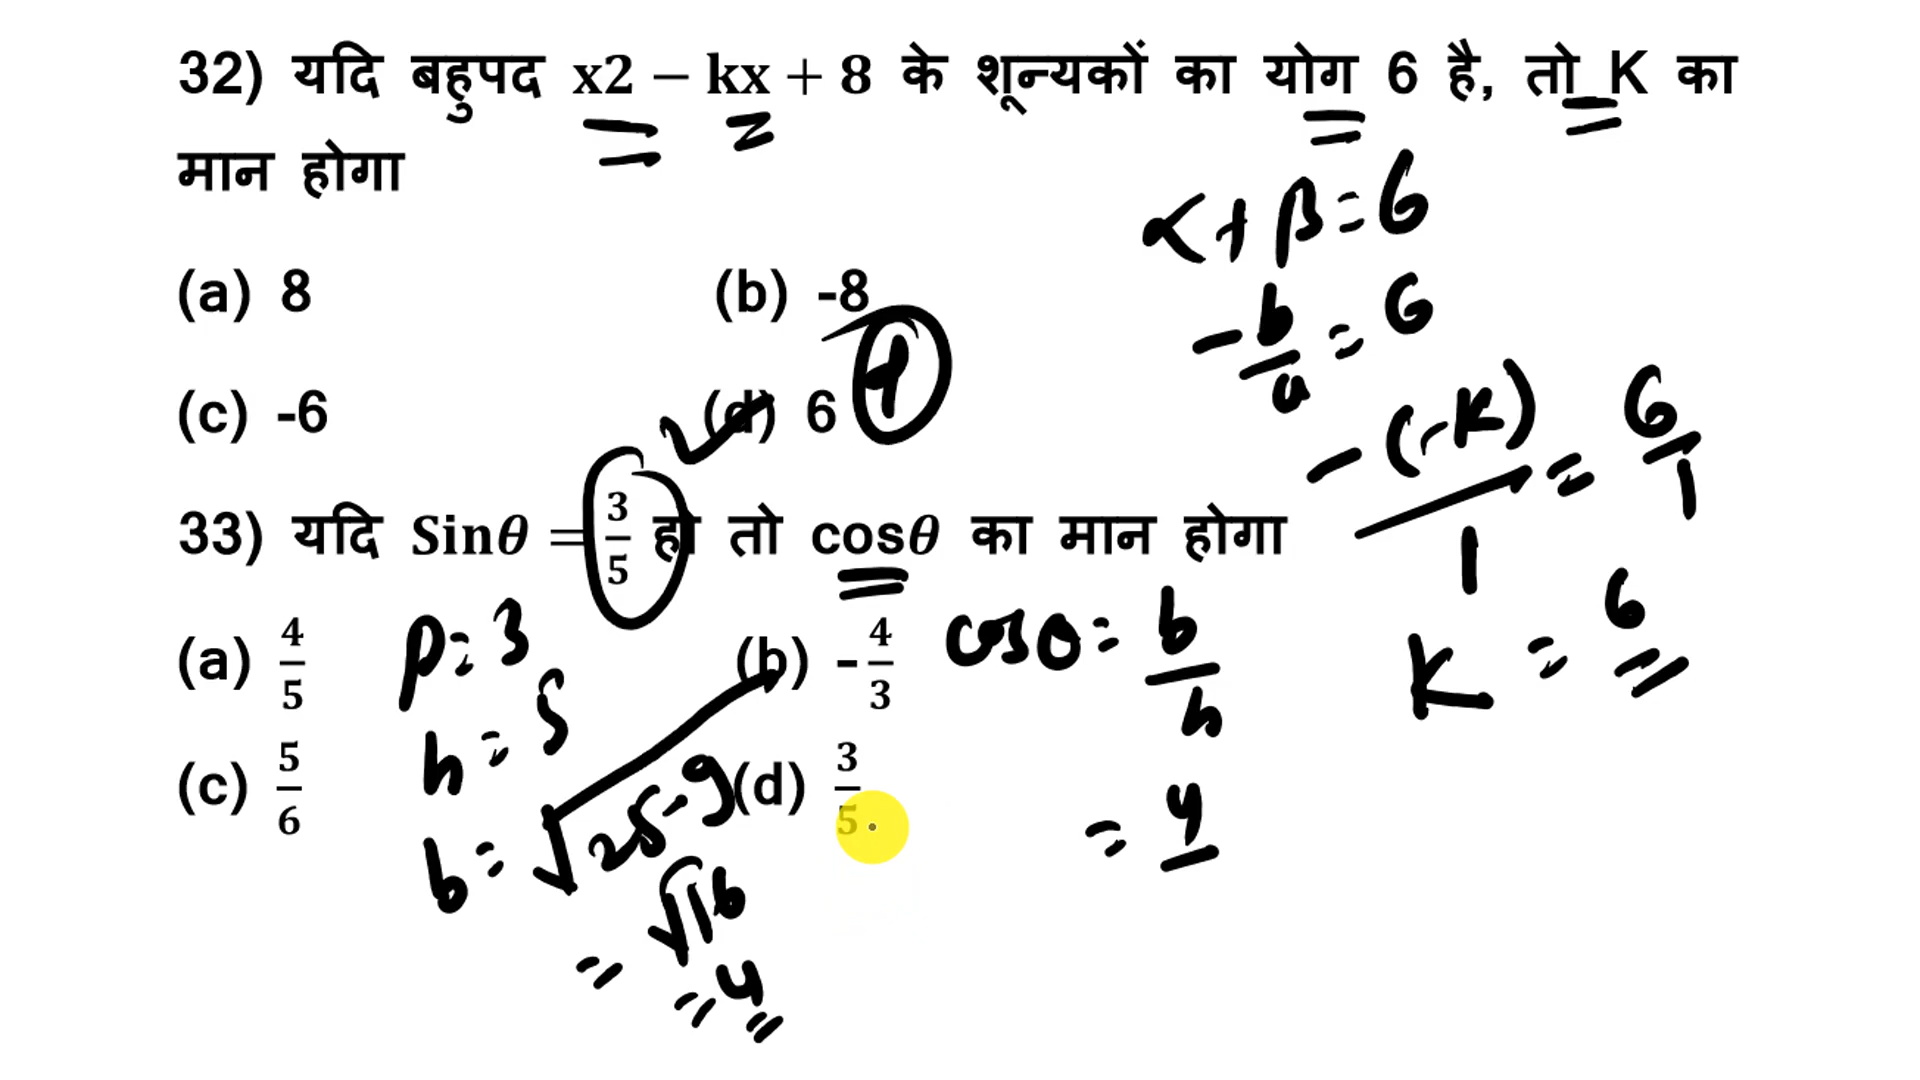 32) यदि बहुपद x2 − kx + 8 के शून्यकों का योग 6 है, तो K का
मान होगा
α + β = 6
(a) 8 (b) -8
-b/a = 6
(c) -6 (d) 6
-(-K)/1 = 6/1
K = 6
33) यदि Sinθ = 3/5 हो तो cosθ का मान होगा
(a) 4/5 (b) -4/3
(c) 5/6 (d) 3/5
p = 3
h = 5
b = √25-9
= √16
= 4
cosθ = b/h
= 4